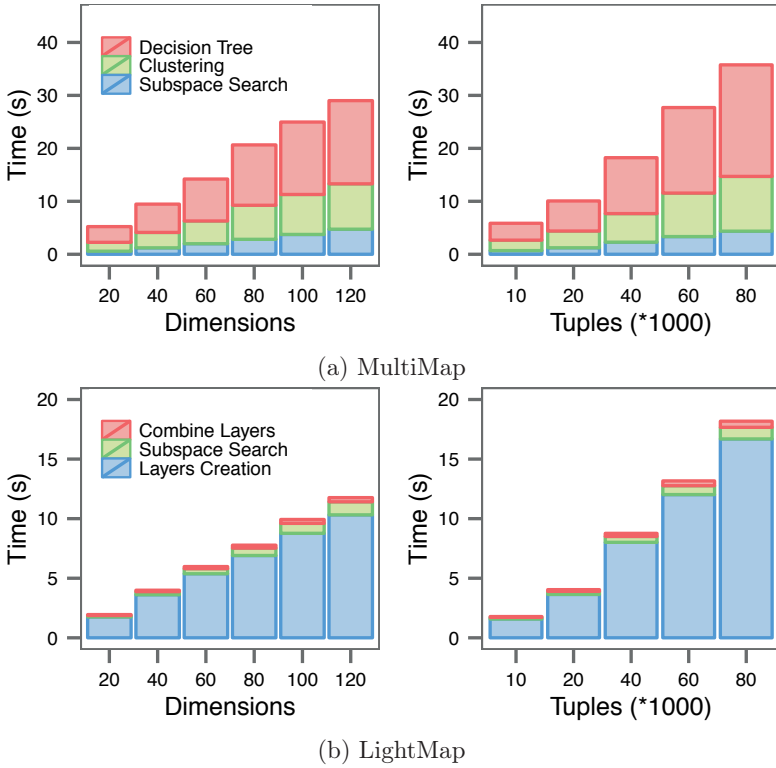 Time (s)
40
30
20
10
0
Decision Tree
Clustering
Subspace Search
20 40 60 80 100 120
Dimensions
Time (s)
40
30
20
10
0
10 20 40 60 80
Tuples (*1000)
(a) MultiMap
Time (s)
20
15
10
5
0
Combine Layers
Subspace Search
Layers Creation
20 40 60 80 100 120
Dimensions
Time (s)
20
15
10
5
0
10 20 40 60 80
Tuples (*1000)
(b) LightMap